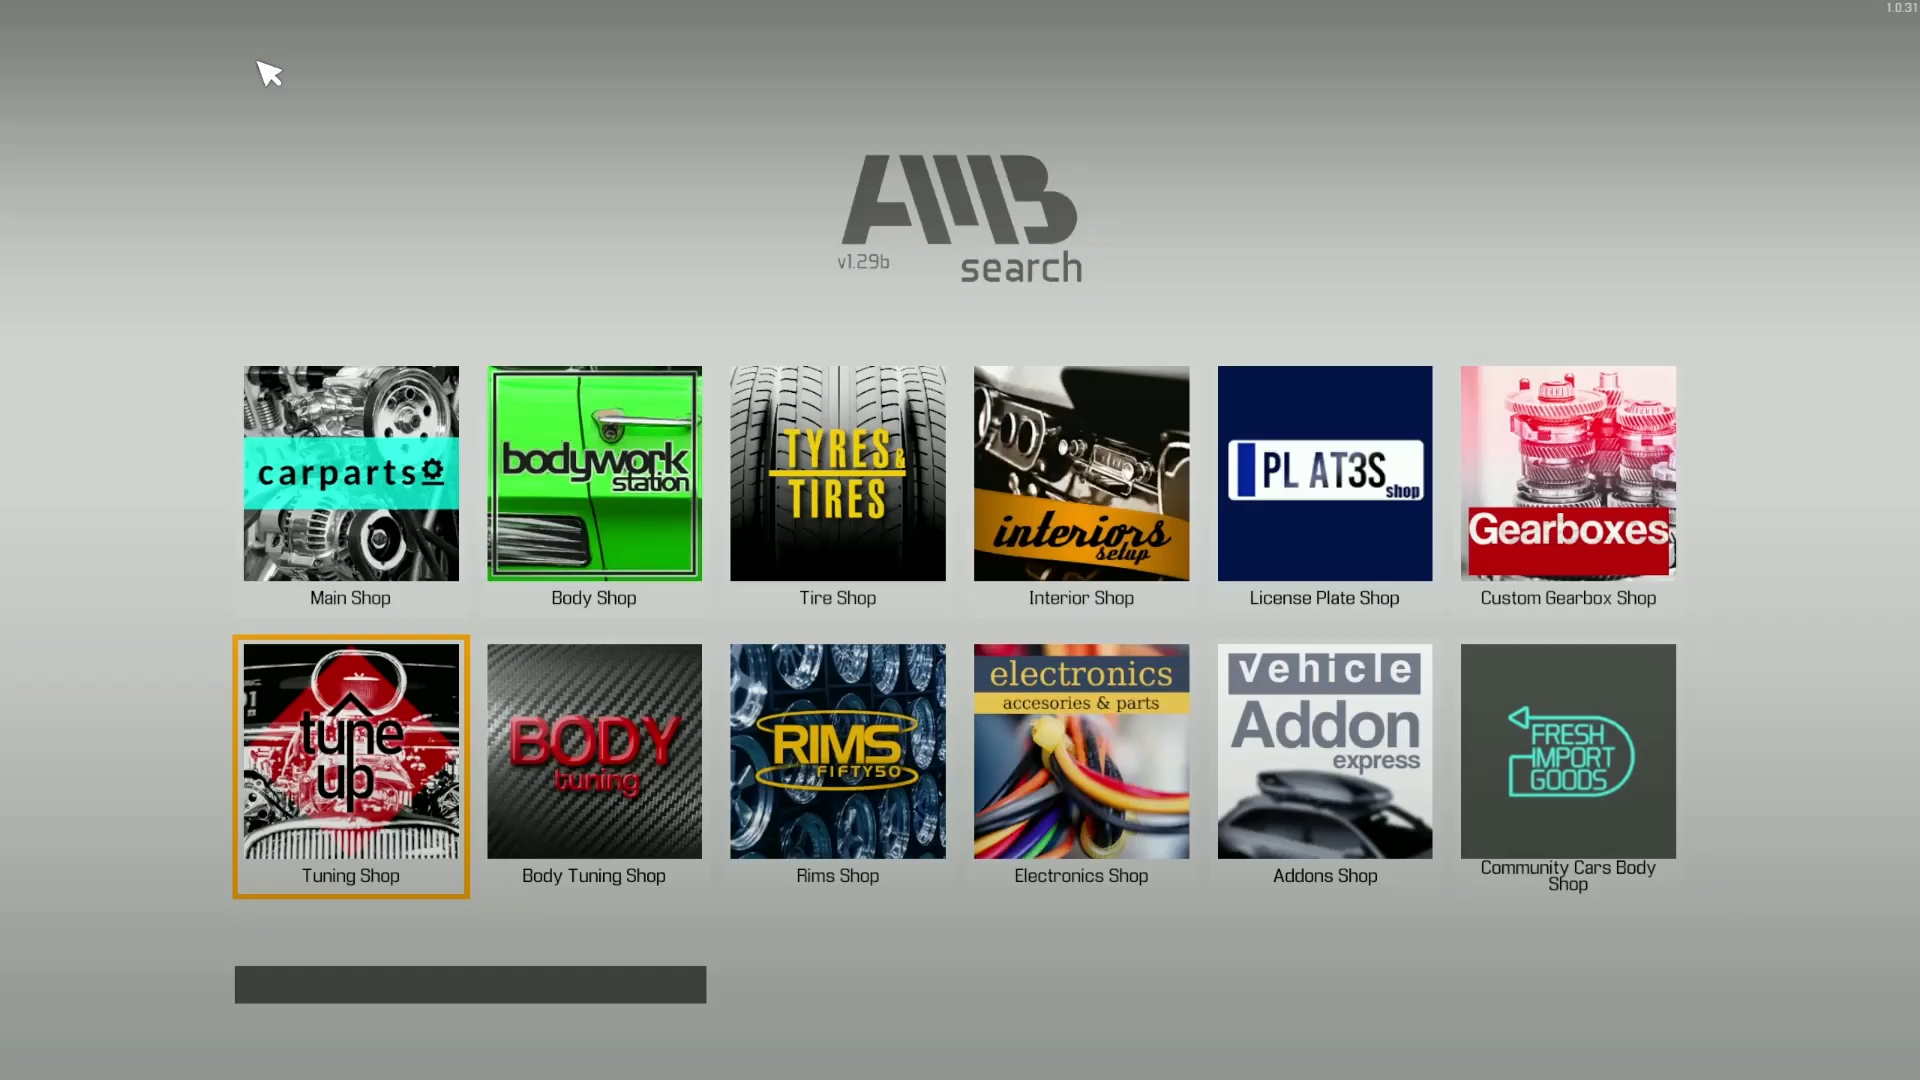 1.0.31
AMB
v1.29b
search
carparts
bodywork
station
TYRES &
TIRES
interiors
setup
PL AT3S
shop
Gearboxes
Main Shop
Body Shop
Tire Shop
Interior Shop
License Plate Shop
Custom Gearbox Shop
tune
up
BODY
tuning
RIMS
FIFTY50
electronics
accesories & parts
vehicle
Addon
express
FRESH
IMPORT
GOODS
Tuning Shop
Body Tuning Shop
Rims Shop
Electronics Shop
Addons Shop
Community Cars Body
Shop